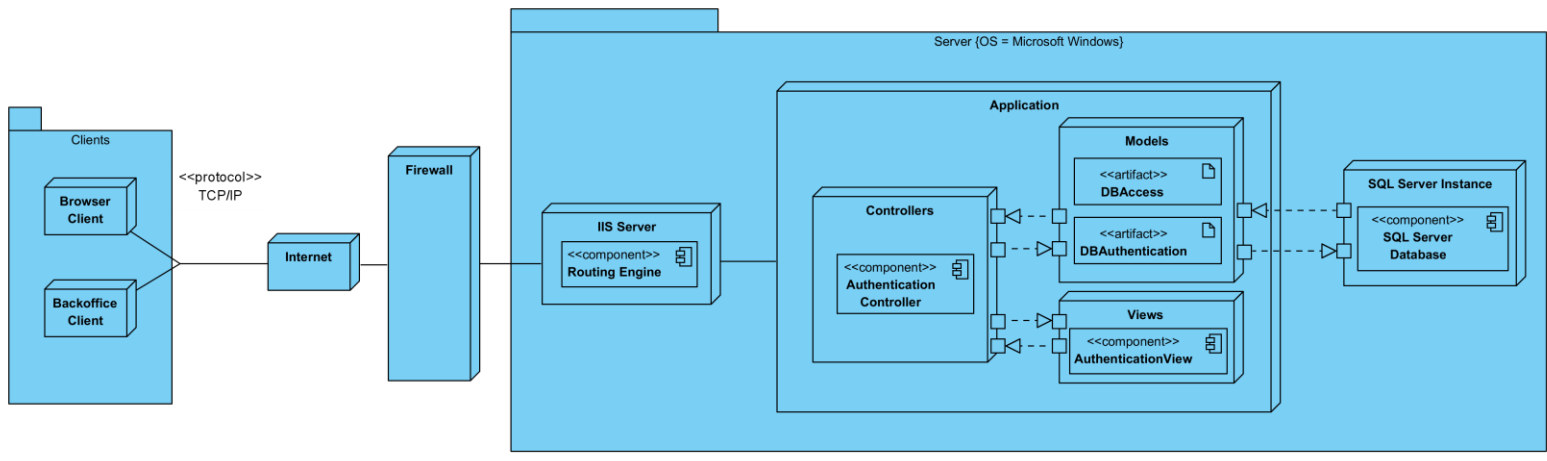 Server {OS = Microsoft Windows}
Clients
Browser
Client
Backoffice
Client
<<protocol>>
TCP/IP
Internet
Firewall
IIS Server
<<component>>
Routing Engine
Application
Controllers
<<component>>
Authentication
Controller
Models
<<artifact>>
DBAccess
<<artifact>>
DBAuthentication
Views
<<component>>
AuthenticationView
SQL Server Instance
<<component>>
SQL Server
Database